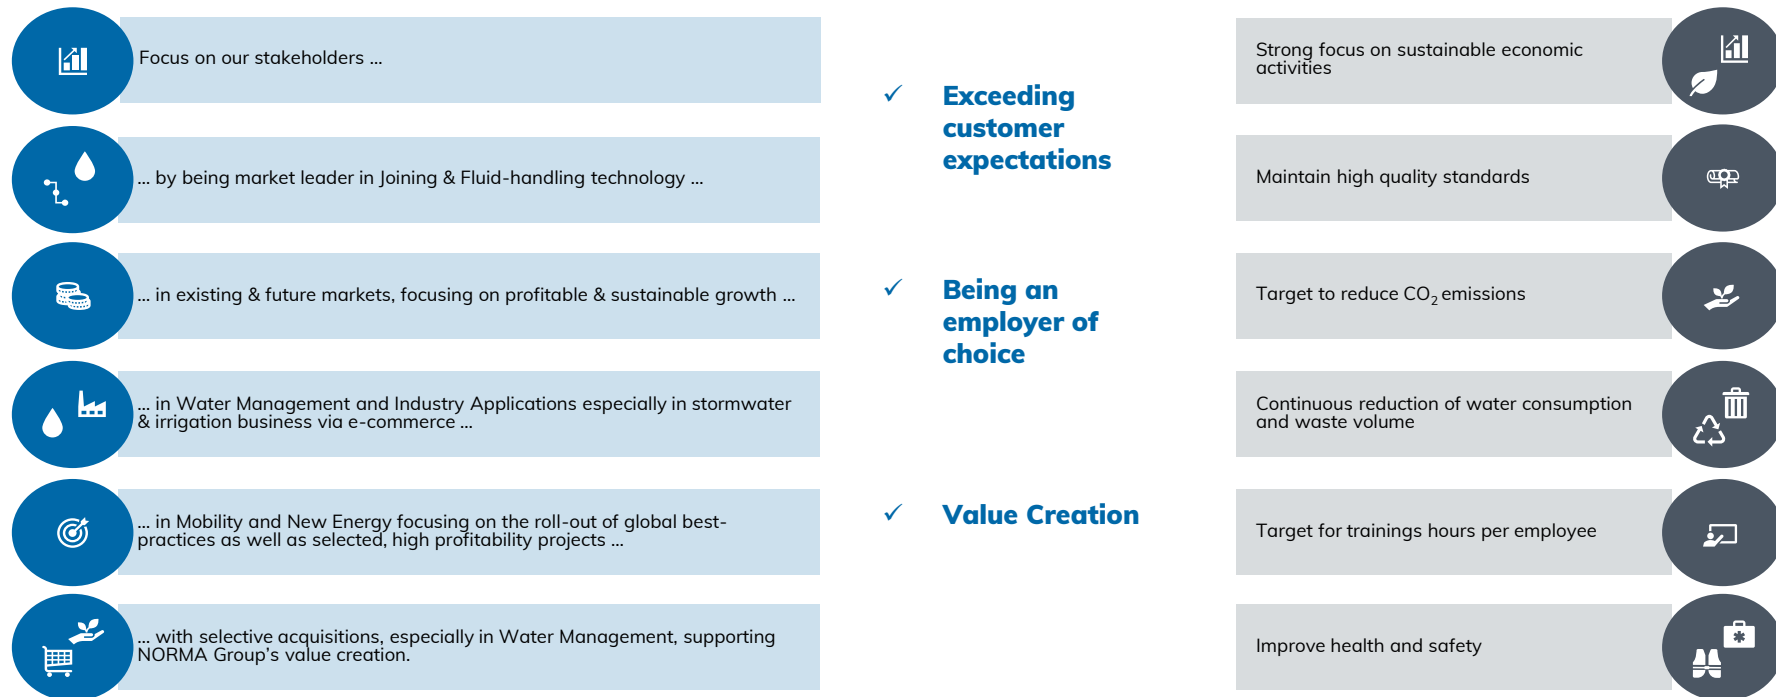 Focus on our stakeholders ...
... by being market leader in Joining & Fluid-handling technology ...
... in existing & future markets, focusing on profitable & sustainable growth ...
... in Water Management and Industry Applications especially in stormwater
& irrigation business via e-commerce ...
... in Mobility and New Energy focusing on the roll-out of global best-
practices as well as selected, high profitability projects ...
... with selective acquisitions, especially in Water Management, supporting
NORMA Group’s value creation.
✓ Exceeding
customer
expectations
✓ Being an
employer of
choice
✓ Value Creation
Strong focus on sustainable economic
activities
Maintain high quality standards
Target to reduce CO₂ emissions
Continuous reduction of water consumption
and waste volume
Target for trainings hours per employee
Improve health and safety